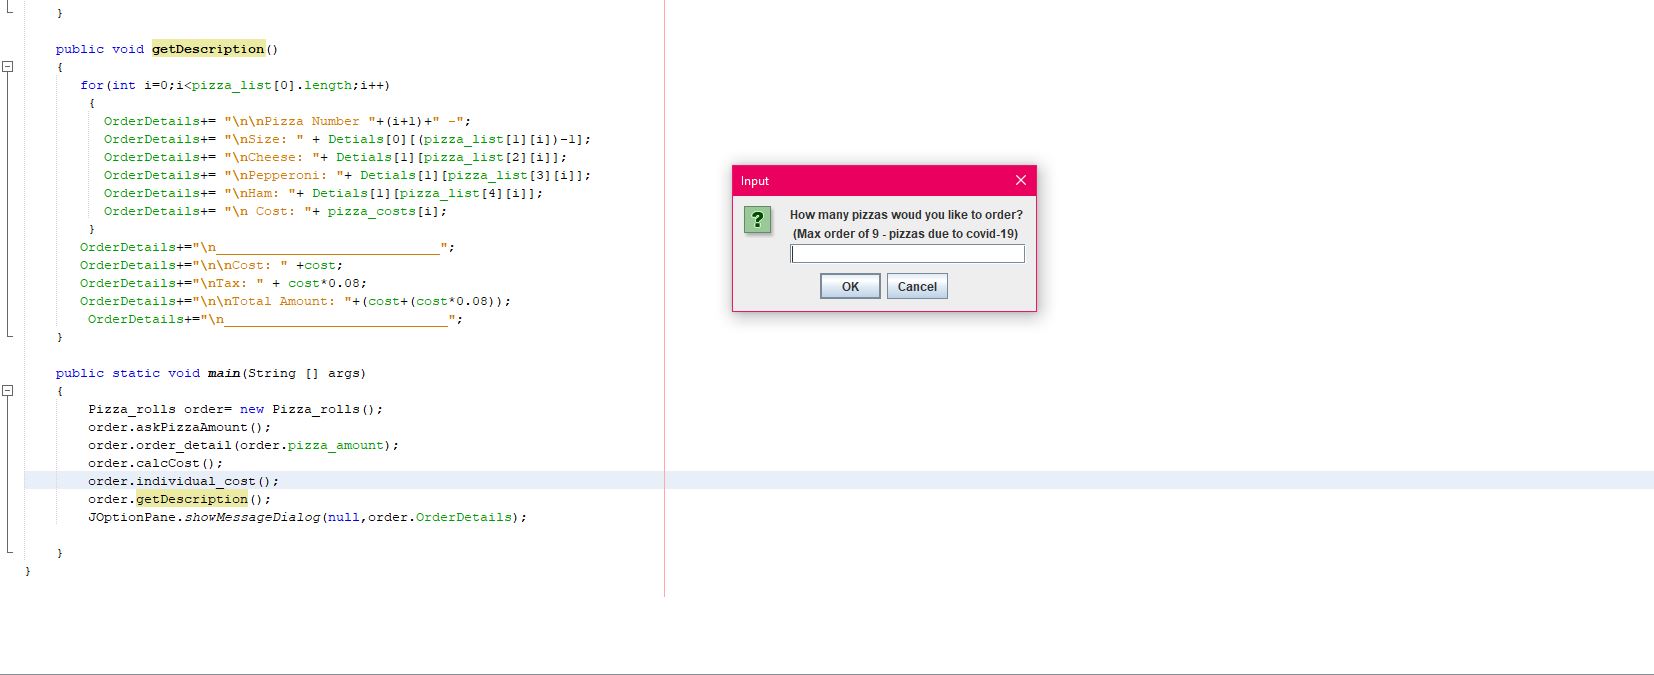 }
public void getDescription()
{
for(int i=0;i<pizza_list[0].length;i++)
{
OrderDetails+= "\n\nPizza Number "+(i+1)+" -";
OrderDetails+= "\nSize: " + Detials[0][(pizza_list[1][i])-1];
OrderDetails+= "\nCheese: "+ Detials[1][pizza_list[2][i]];
OrderDetails+= "\nPepperoni: "+ Detials[1][pizza_list[3][i]];
OrderDetails+= "\nHam: "+ Detials[1][pizza_list[4][i]];
OrderDetails+= "\n Cost: "+ pizza_costs[i];
}
OrderDetails+="\n____________________________";
OrderDetails+="\n\nCost: " +cost;
OrderDetails+="\nTax: " + cost*0.08;
OrderDetails+="\n\nTotal Amount: "+(cost+(cost*0.08));
OrderDetails+="\n____________________________";
}
public static void main(String [] args)
{
Pizza_rolls order= new Pizza_rolls();
order.askPizzaAmount();
order.order_detail(order.pizza_amount);
order.calcCost();
order.individual_cost();
order.getDescription();
JOptionPane.showMessageDialog(null,order.OrderDetails);
}
}
Input
?
How many pizzas woud you like to order?
(Max order of 9 - pizzas due to covid-19)
OK
Cancel